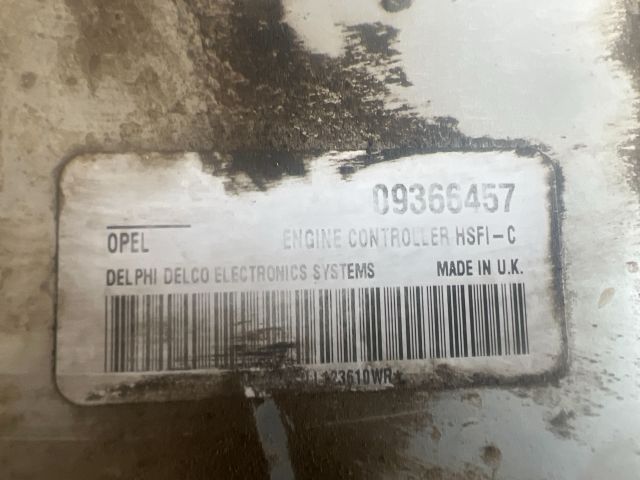 09366457
OPEL ENGINE CONTROLLER HSFI-C
DELPHI DELCO ELECTRONICS SYSTEMS MADE IN U.K.